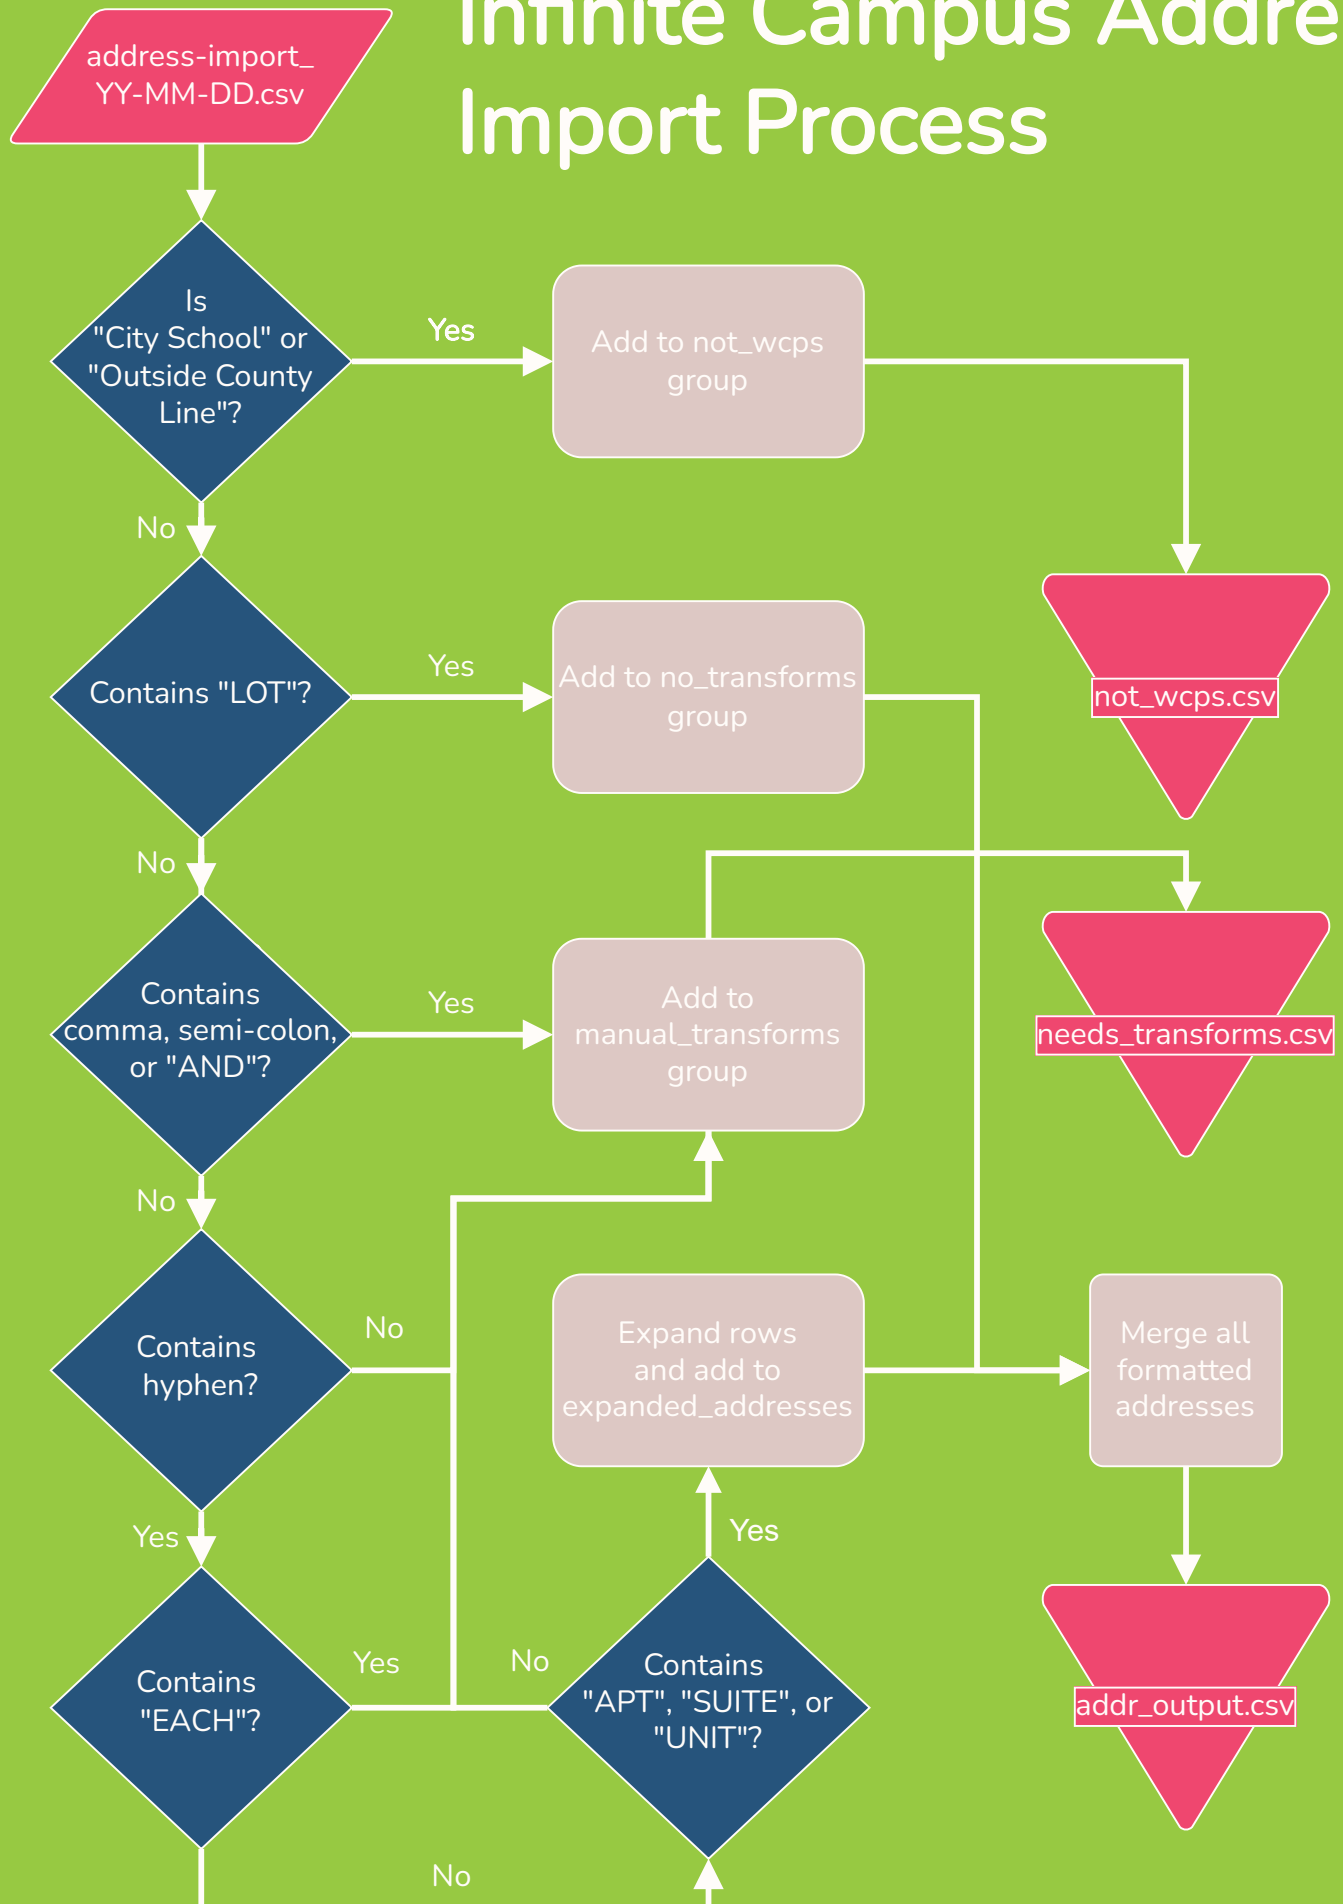 Infinite Campus Addre
Import Process
address-import_
YY-MM-DD.csv
Is
"City School" or
"Outside County
Line"?
Yes
Add to not_wcps
group
No
not_wcps.csv
Contains "LOT"?
Yes
Add to no_transforms
group
No
Contains
comma, semi-colon,
or "AND"?
Yes
Add to
manual_transforms
group
needs_transforms.csv
No
Contains
hyphen?
No
Expand rows
and add to
expanded_addresses
Merge all
formatted
addresses
Yes
Yes
Contains
"EACH"?
Yes
No
Contains
"APT", "SUITE", or
"UNIT"?
addr_output.csv
No